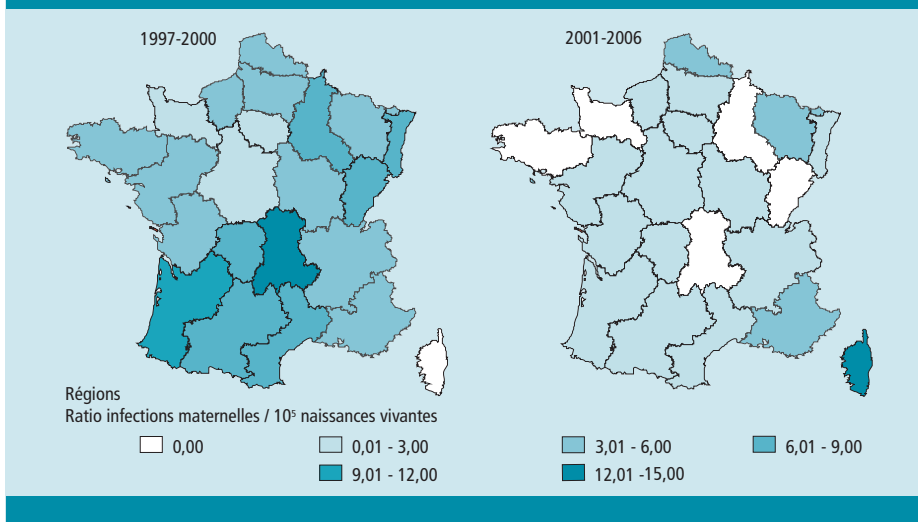 1997-2000
2001-2006
Régions
Ratio infections maternelles / 10⁵ naissances vivantes
0,00
0,01 - 3,00
3,01 - 6,00
6,01 - 9,00
9,01 - 12,00
12,01 -15,00